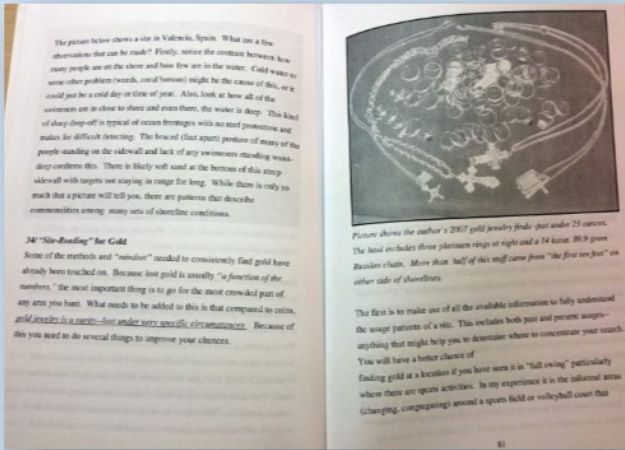 The picture below shows a site in Valencia, Spain. What are a few
observations that can be made? Firstly, notice the contrast between how
many people are on the shore and how few are in the water. Cold water or
some other problem (weeds, coral bottom) might be the cause of this, or it
could just be a cold day or time of year. Also, look at how all of the
swimmers are in close to shore and even there, the water is deep. This kind
of sharp drop-off is typical of ocean frontages with no reef protection and
makes for difficult detecting. The braced (feet apart) posture of many of the
people standing on the sidewall and lack of any swimmers standing waist-
deep confirms this. There is likely soft sand at the bottom of this steep
sidewall with targets not staying in range for long. While there is only so
much that a picture will tell you, there are patterns that describe
commonalities among many sets of shoreline conditions.
34/ "Site-Reading" for Gold
Some of the methods and "mindset" needed to consistently find gold have
already been touched on. Because lost gold is usually "a function of the
numbers," the most important thing is to go for the most crowded part of
any area you hunt. What needs to be added to this is that compared to coins,
gold jewelry is a rarity--lost under very specific circumstances. Because of
this you need to do several things to improve your chances.
Picture shows the author's 2007 gold jewelry finds--just under 23 ounces.
The haul includes three platinum rings at right and a 14 karat, 89.9 gram
Russian chain. More than half of this stuff came from "the first ten feet" on
either side of shorelines.
The first is to make use of all the available information to fully understand
the usage patterns of a site. This includes both past and present usages--
anything that might help you to determine where to concentrate your search.
You will have a better chance of
finding gold at a location if you have seen it in "full swing" particularly
where there are sports activities. In my experience it is the informal areas
(changing, congregating) around a sports field or volleyball court that
81